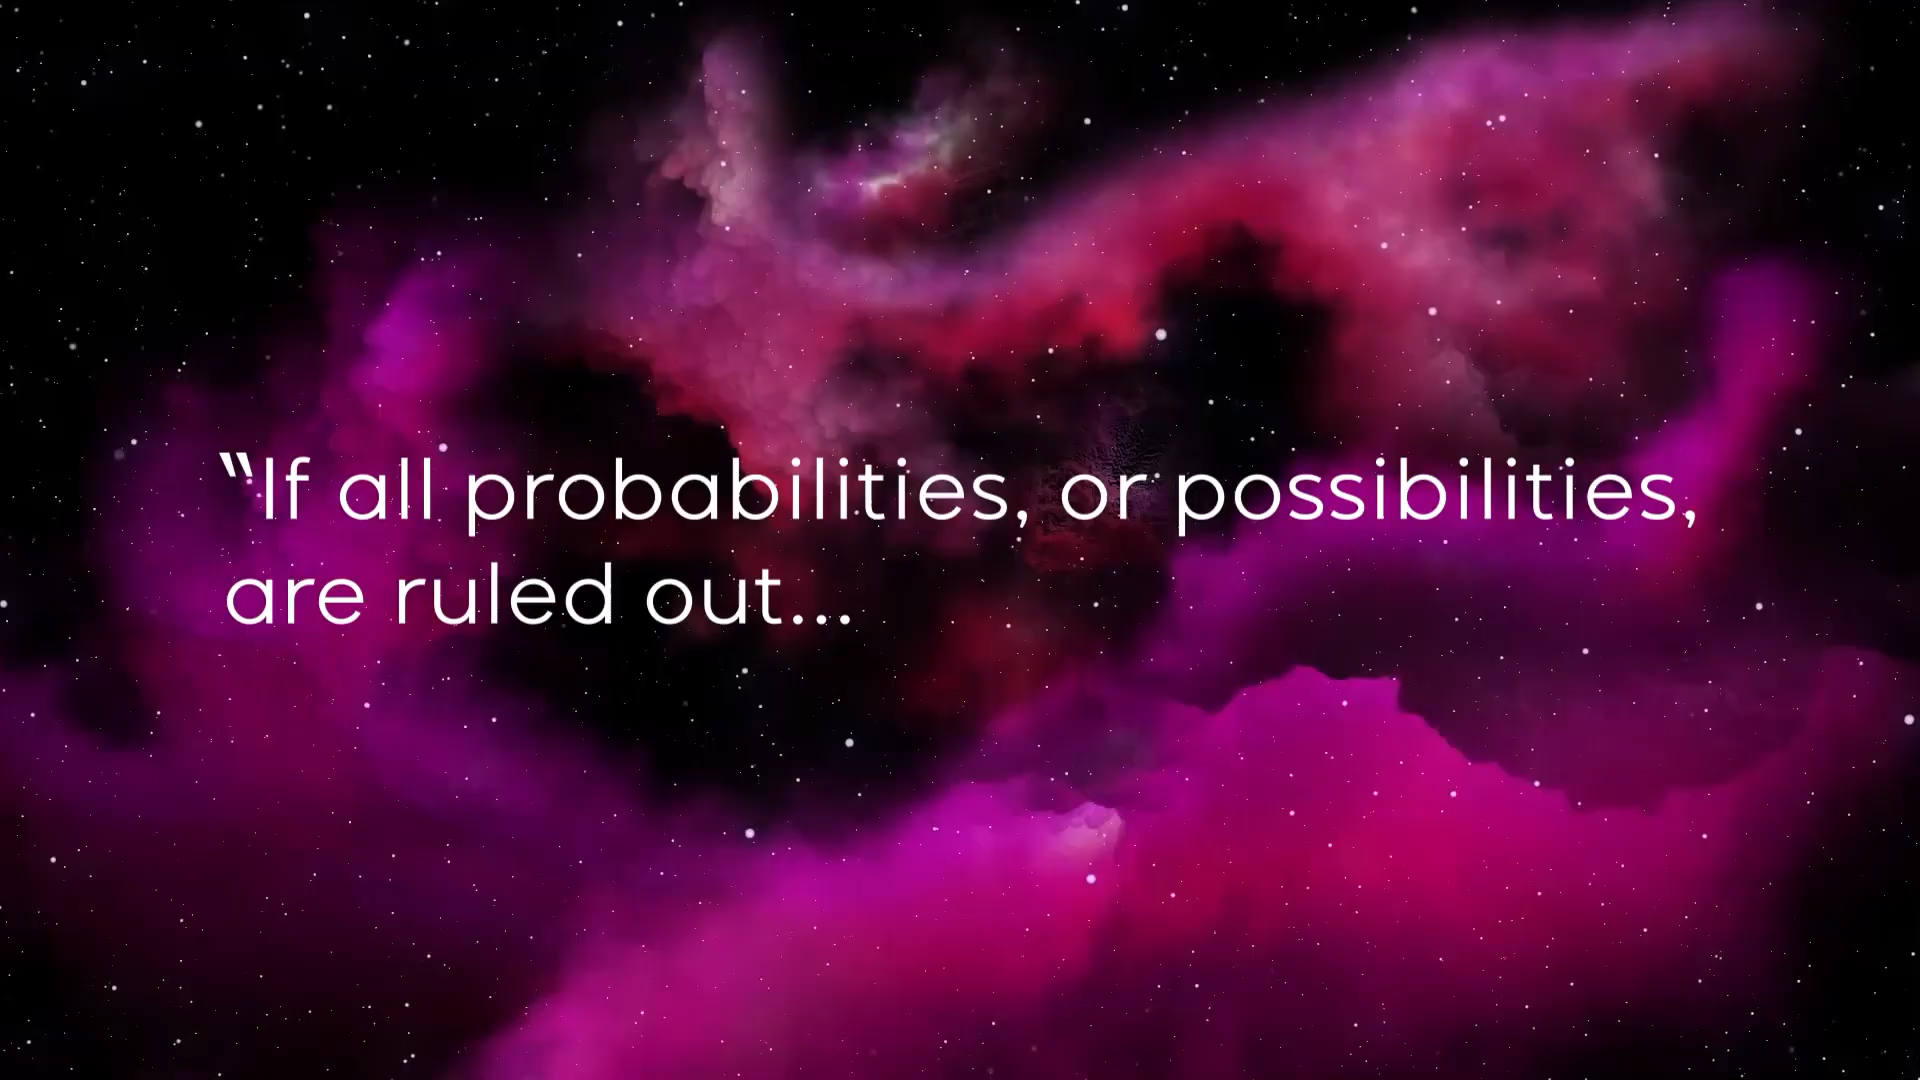 “If all probabilities, or possibilities,
are ruled out...